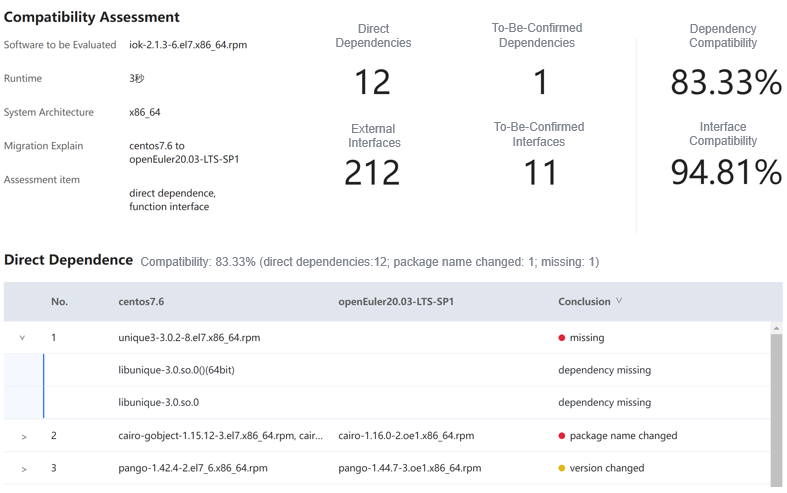 Compatibility Assessment
Software to be Evaluated iok-2.1.3-6.el7.x86_64.rpm
Runtime 3秒
System Architecture x86_64
Migration Explain centos7.6 to
openEuler20.03-LTS-SP1
Assessment item
direct dependence,
function interface
Direct
Dependencies
12
To-Be-Confirmed
Dependencies
1
Dependency
Compatibility
83.33%
External
Interfaces
212
To-Be-Confirmed
Interfaces
11
Interface
Compatibility
94.81%
Direct Dependence Compatibility: 83.33% (direct dependencies:12; package name changed: 1; missing: 1)
No. centos7.6 openEuler20.03-LTS-SP1 Conclusion
1 unique3-3.0.2-8.el7.x86_64.rpm missing
libunique-3.0.so.0()(64bit) dependency missing
libunique-3.0.so.0 dependency missing
2 cairo-gobject-1.15.12-3.el7.x86_64.rpm, cair... cairo-1.16.0-2.oe1.x86_64.rpm package name changed
3 pango-1.42.4-2.el7_6.x86_64.rpm pango-1.44.7-3.oe1.x86_64.rpm version changed